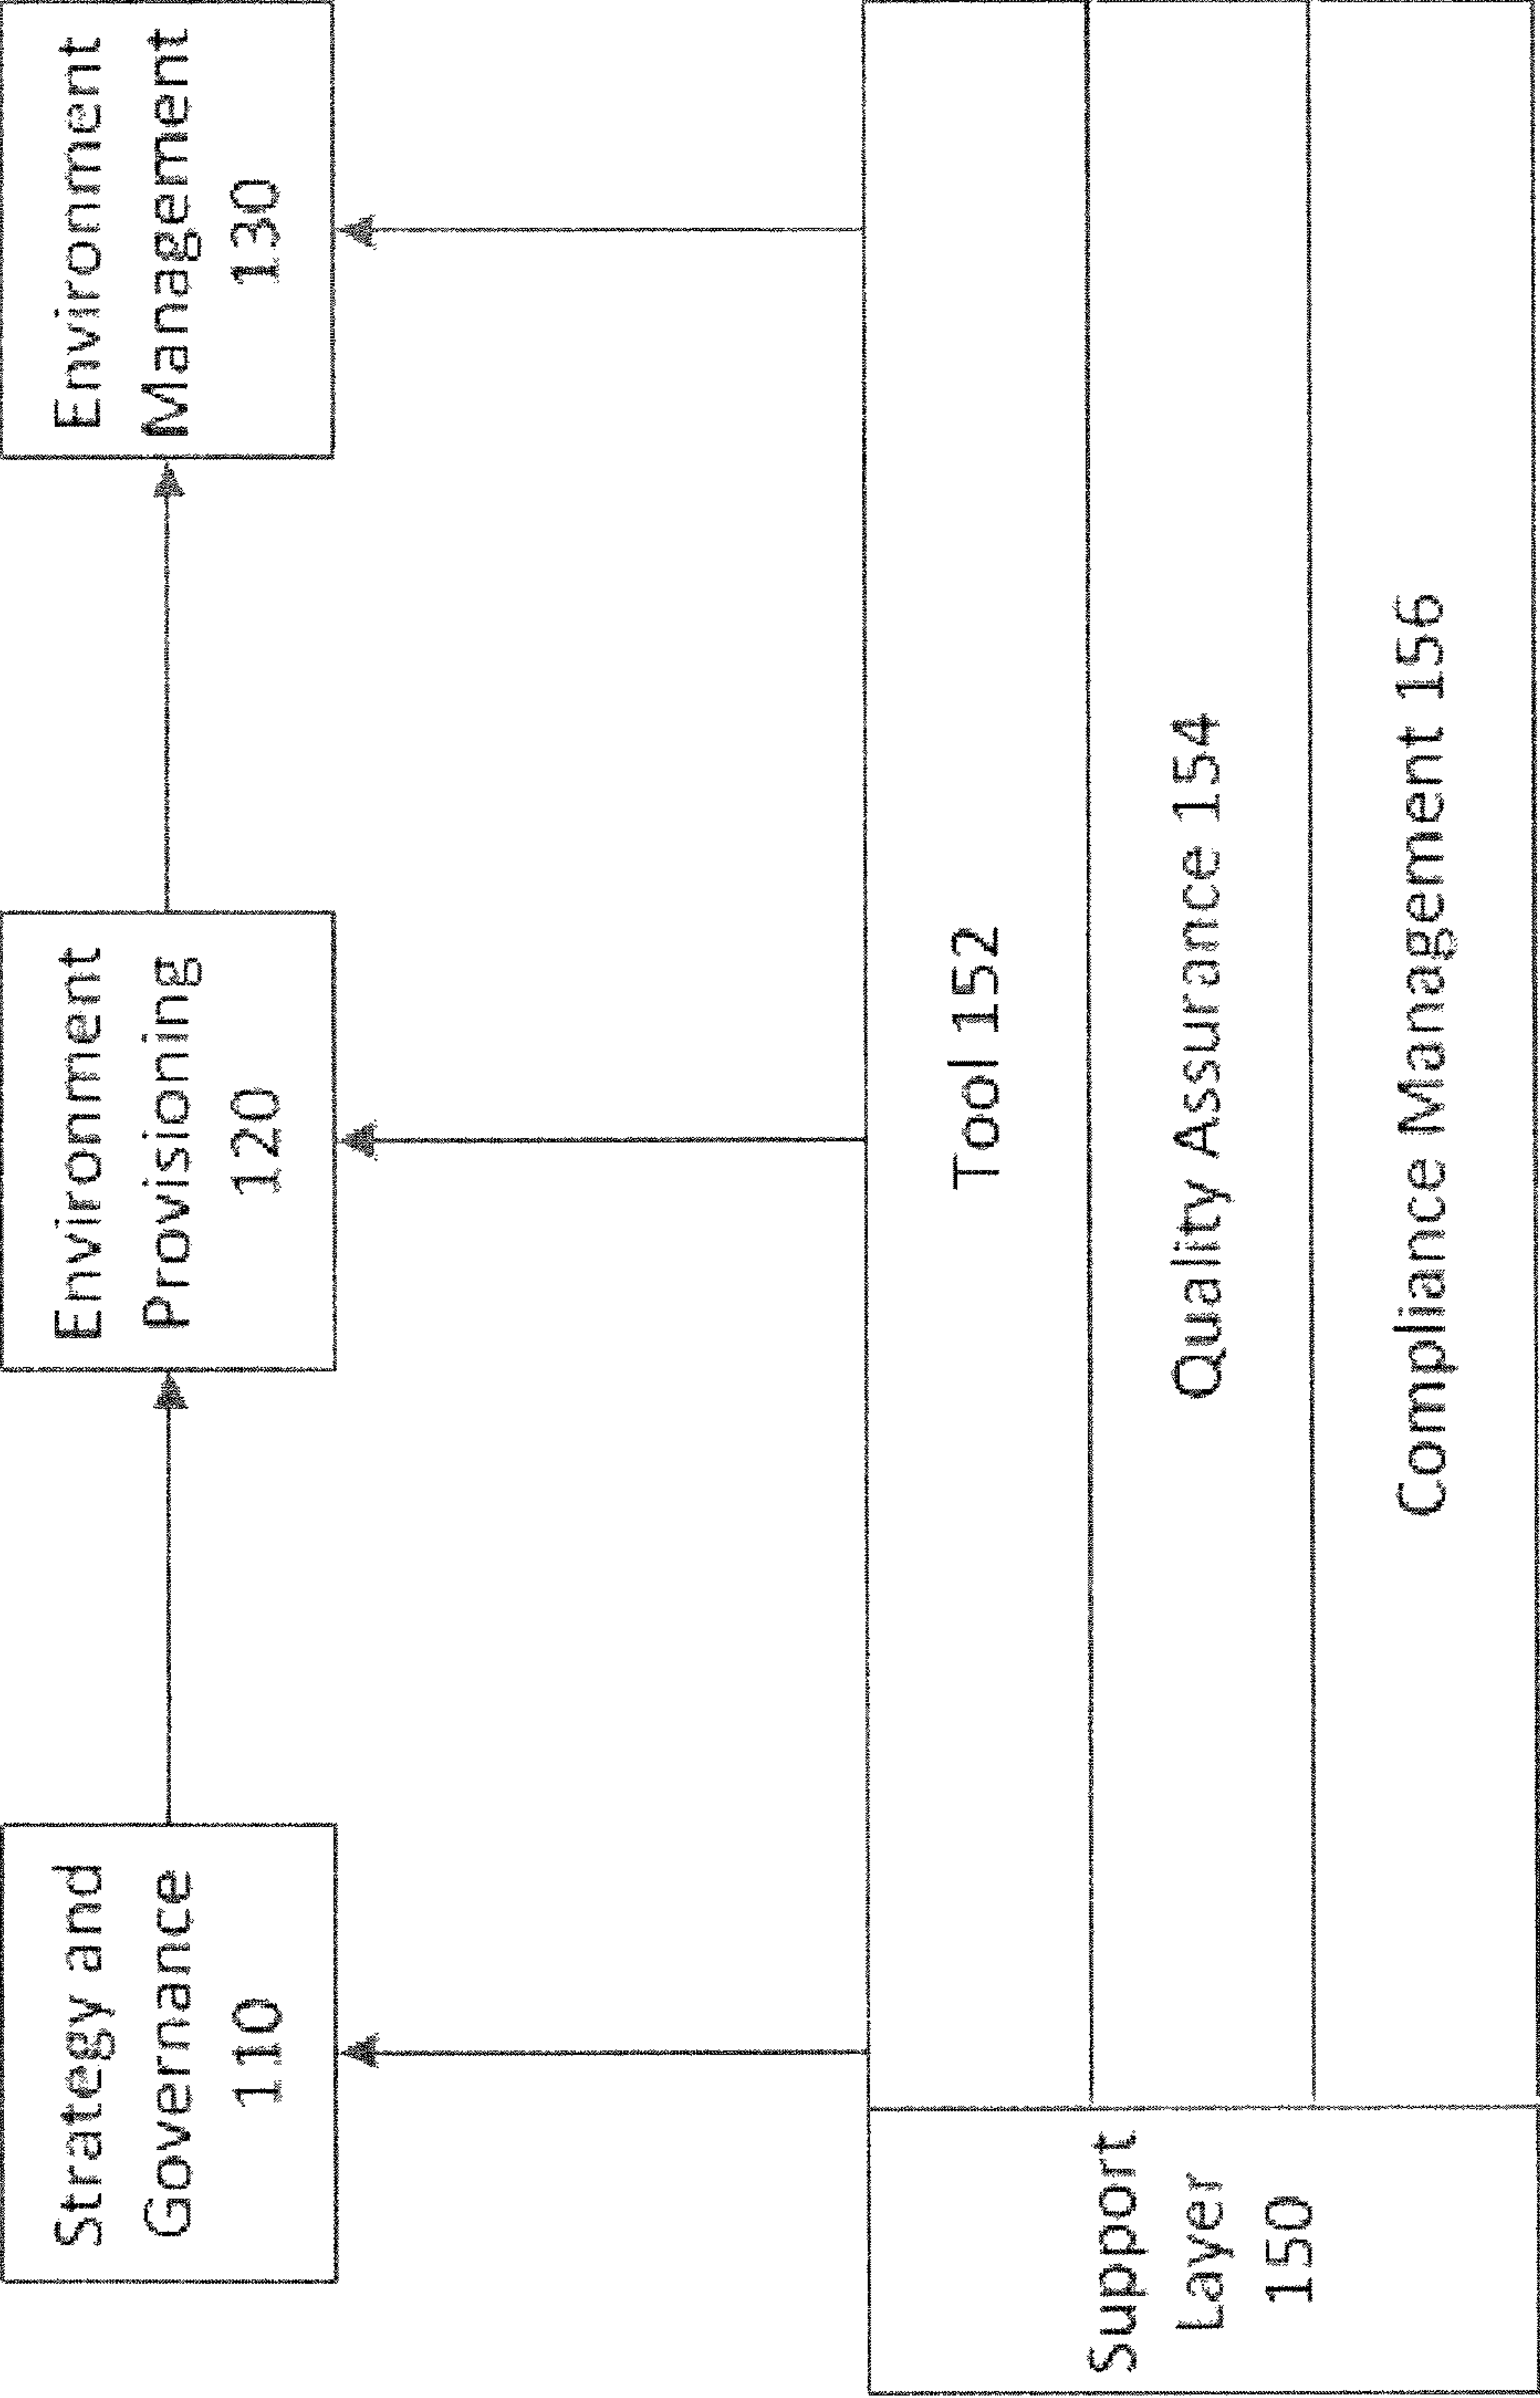 Strategy and
Governance
110
Environment
Provisioning
120
Environment
Management
130
Support
Layer
150
Tool 152
Quality Assurance 154
Compliance Management 156